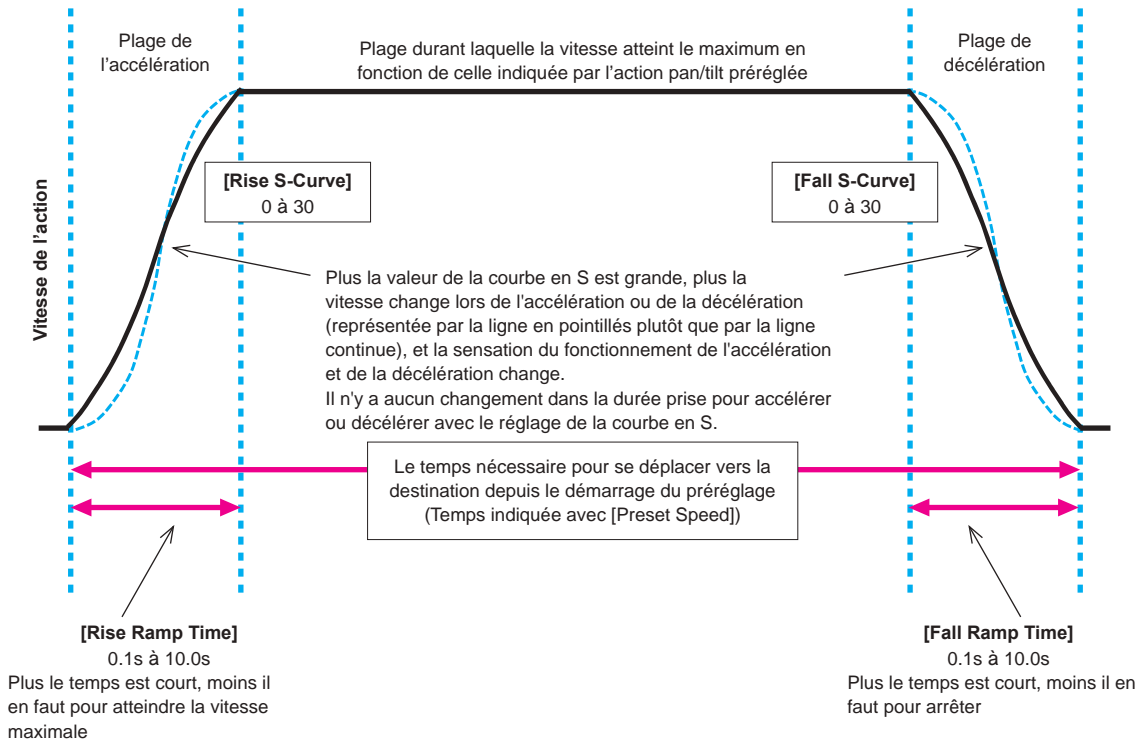 Plage de
l'accélération
Plage durant laquelle la vitesse atteint le maximum en
fonction de celle indiquée par l'action pan/tilt préréglée
Plage de
décélération
Vitesse de l'action
[Rise S-Curve]
0 à 30
[Fall S-Curve]
0 à 30
Plus la valeur de la courbe en S est grande, plus la
vitesse change lors de l'accélération ou de la décélération
(représentée par la ligne en pointillés plutôt que par la ligne
continue), et la sensation du fonctionnement de l'accélération
et de la décélération change.
Il n'y a aucun changement dans la durée prise pour accélérer
ou décélérer avec le réglage de la courbe en S.
Le temps nécessaire pour se déplacer vers la
destination depuis le démarrage du préréglage
(Temps indiquée avec [Preset Speed])
[Rise Ramp Time]
0.1s à 10.0s
Plus le temps est court, moins il
en faut pour atteindre la vitesse
maximale
[Fall Ramp Time]
0.1s à 10.0s
Plus le temps est court, moins il en
faut pour arrêter